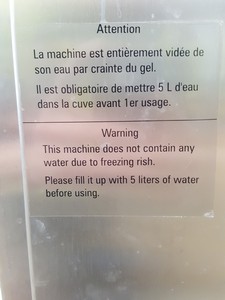 Attention
La machine est entièrement vidée de
son eau par crainte du gel.
Il est obligatoire de mettre 5 L d'eau
dans la cuve avant 1er usage.
Warning
This machine does not contain any
water due to freezing rish.
Please fill it up with 5 liters of water
before using.